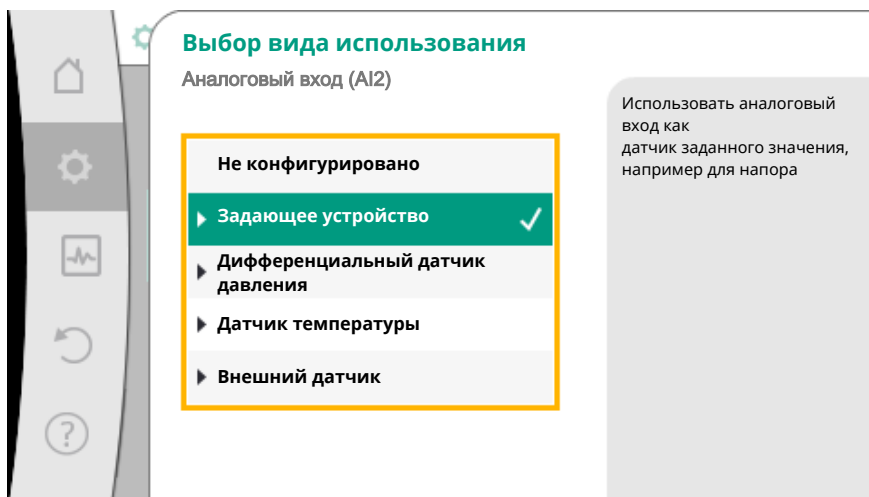 Выбор вида использования
Аналоговый вход (AI2)
Не конфигурировано
Задающее устройство
Дифференциальный датчик
давления
Датчик температуры
Внешний датчик
Использовать аналоговый
вход как
датчик заданного значения,
например для напора